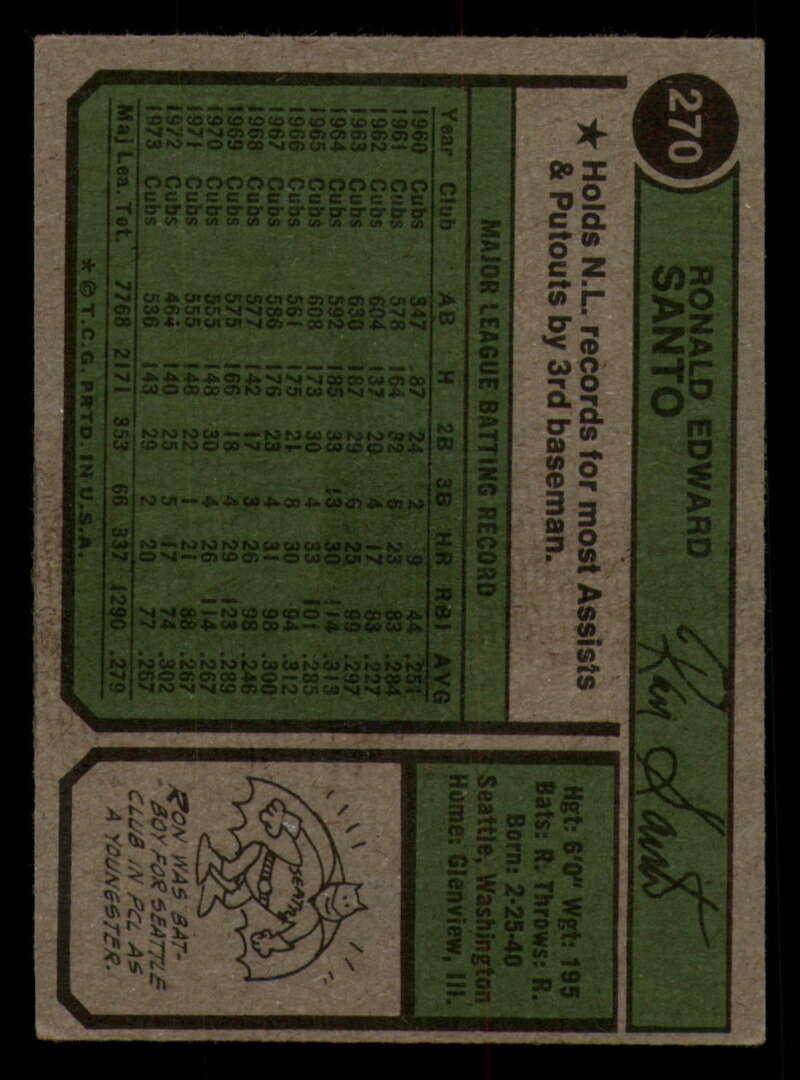 270
RONALD EDWARD
SANTO
Ron Santo
★ Holds N.L. records for most Assists
& Putouts by 3rd baseman.
MAJOR LEAGUE BATTING RECORD
Year Club AB H 2B 3B HR RBI AVG
1960 Cubs 347 87 24 2 9 44 .251
1961 Cubs 578 164 32 6 23 83 .284
1962 Cubs 604 137 20 4 17 83 .227
1963 Cubs 630 187 29 6 25 99 .297
1964 Cubs 592 185 33 13 30 114 .313
1965 Cubs 608 173 30 4 33 101 .285
1966 Cubs 561 175 21 8 30 94 .312
1967 Cubs 586 176 23 4 31 98 .300
1968 Cubs 577 142 17 3 26 98 .246
1969 Cubs 575 166 18 4 29 123 .289
1970 Cubs 555 148 30 4 26 114 .267
1971 Cubs 555 148 22 1 21 88 .267
1972 Cubs 464 140 25 5 17 74 .302
1973 Cubs 536 143 29 2 20 77 .267
Maj Lea. Tot. 7768 2171 353 66 337 1290 .279
* © T.C.G. PRTD. IN U.S.A.
Hgt: 6'0" Wgt: 195
Bats: R. Throws: R.
Born: 2-25-40
Seattle, Washington
Home: Glenview, Ill.
SEATTLE
RON WAS BAT-
BOY FOR SEATTLE
CLUB IN PCL AS
A YOUNGSTER.